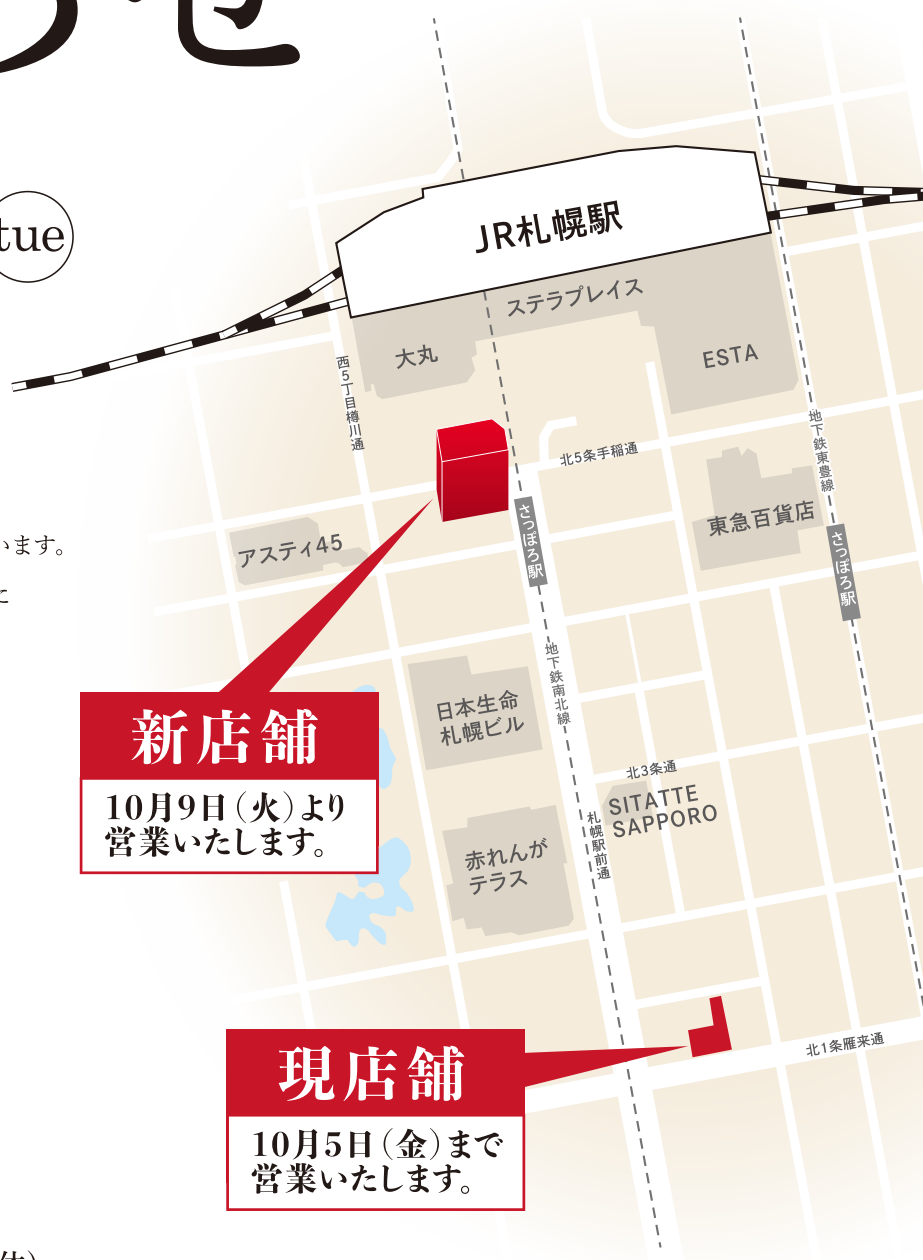 らせ
tue
JR札幌駅
ステラプレイス
大丸
ESTA
西5丁目樽川通
北5条手稲通
地下鉄東豊線
東急百貨店
さっぽろ駅
さっぽろ駅
アスティ45
います。
に
地下鉄南北線
日本生命
札幌ビル
新店舗
10月9日（火）より
営業いたします。
北3条通
SITATTE
SAPPORO
札幌駅前通
赤れんが
テラス
北1条雁来通
現店舗
10月5日（金）まで
営業いたします。
休）